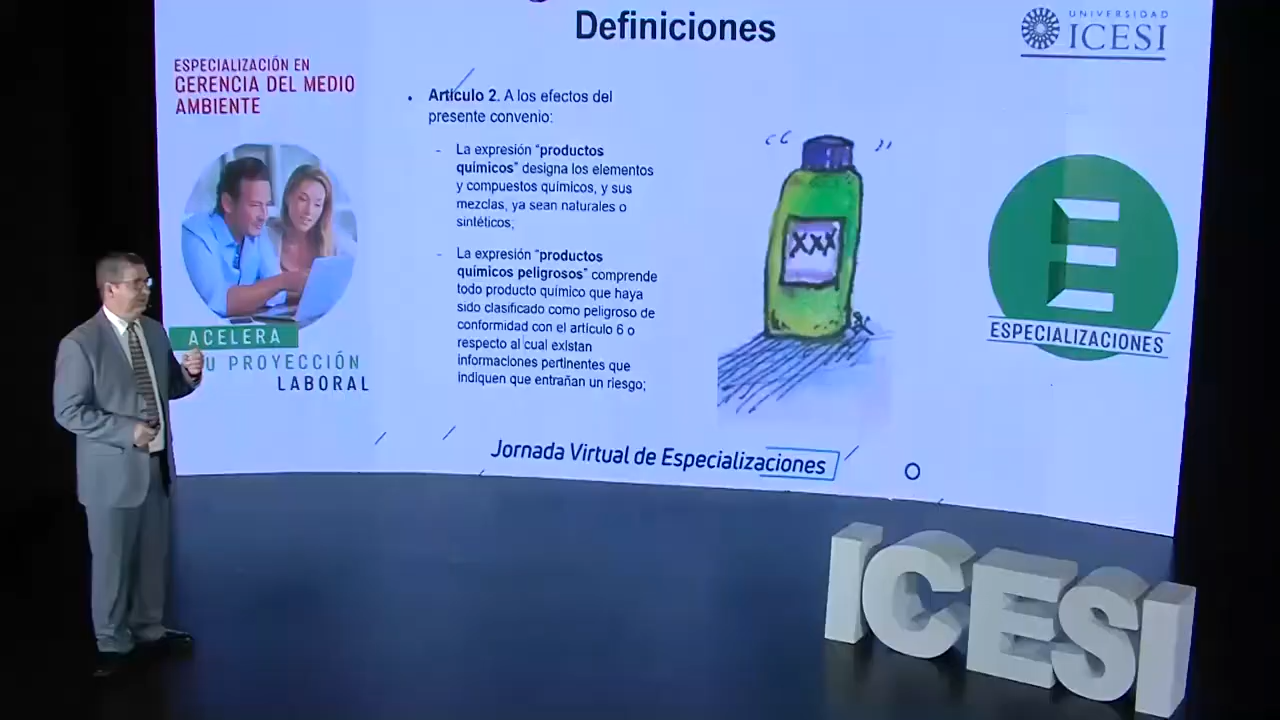 Definiciones
UNIVERSIDAD
ICESI
ESPECIALIZACIÓN EN
GERENCIA DEL MEDIO
AMBIENTE
• Artículo 2. A los efectos del
presente convenio:
- La expresión “productos
químicos” designa los elementos
y compuestos químicos, y sus
mezclas, ya sean naturales o
sintéticos;
- La expresión “productos
químicos peligrosos” comprende
todo producto químico que haya
sido clasificado como peligroso de
conformidad con el artículo 6 o
respecto al cual existan
informaciones pertinentes que
indiquen que entrañan un riesgo;
XXX
ACELERA
U PROYECCIÓN
LABORAL
E
ESPECIALIZACIONES
Jornada Virtual de Especializaciones
ICESI